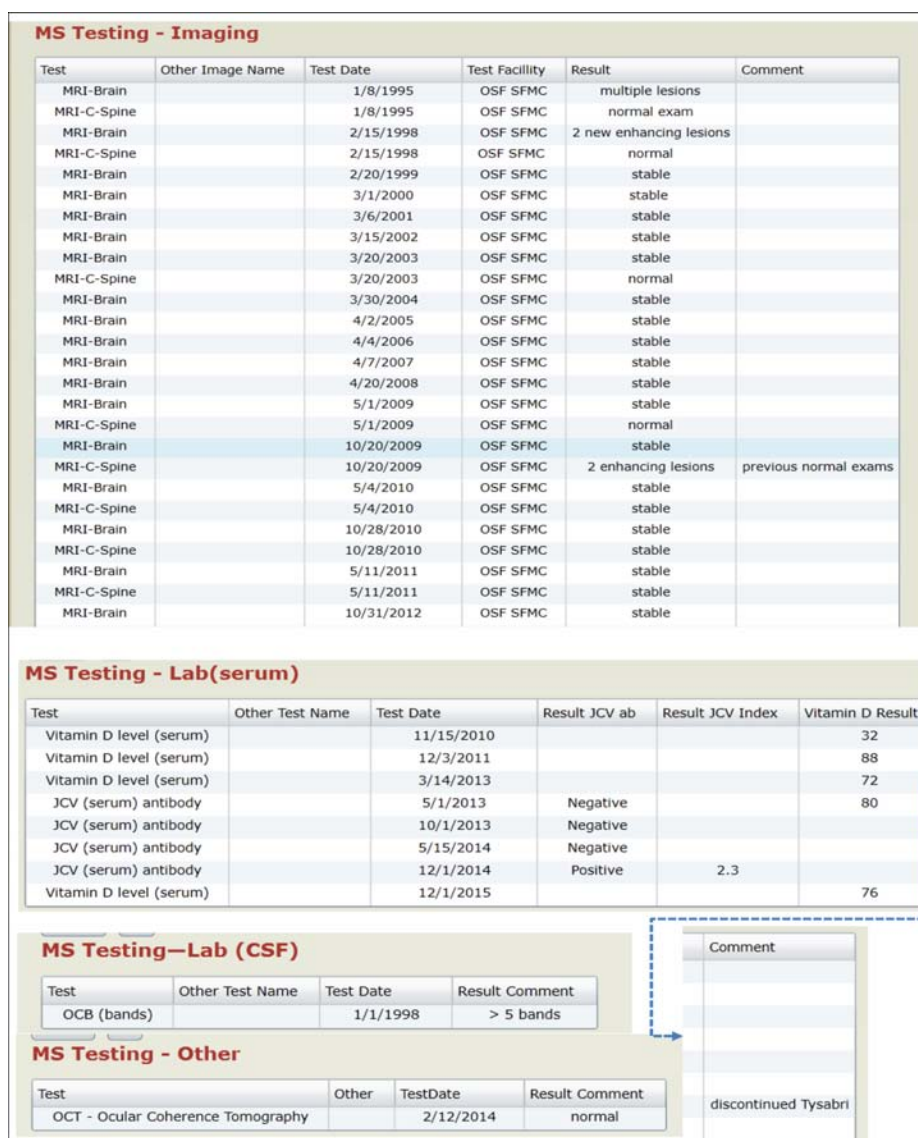 MS Testing - Imaging
Test Other Image Name Test Date Test Facillity Result Comment
MRI-Brain 1/8/1995 OSF SFMC multiple lesions
MRI-C-Spine 1/8/1995 OSF SFMC normal exam
MRI-Brain 2/15/1998 OSF SFMC 2 new enhancing lesions
MRI-C-Spine 2/15/1998 OSF SFMC normal
MRI-Brain 2/20/1999 OSF SFMC stable
MRI-Brain 3/1/2000 OSF SFMC stable
MRI-Brain 3/6/2001 OSF SFMC stable
MRI-Brain 3/15/2002 OSF SFMC stable
MRI-Brain 3/20/2003 OSF SFMC stable
MRI-C-Spine 3/20/2003 OSF SFMC normal
MRI-Brain 3/30/2004 OSF SFMC stable
MRI-Brain 4/2/2005 OSF SFMC stable
MRI-Brain 4/4/2006 OSF SFMC stable
MRI-Brain 4/7/2007 OSF SFMC stable
MRI-Brain 4/20/2008 OSF SFMC stable
MRI-Brain 5/1/2009 OSF SFMC stable
MRI-C-Spine 5/1/2009 OSF SFMC normal
MRI-Brain 10/20/2009 OSF SFMC stable
MRI-C-Spine 10/20/2009 OSF SFMC 2 enhancing lesions previous normal exams
MRI-Brain 5/4/2010 OSF SFMC stable
MRI-C-Spine 5/4/2010 OSF SFMC stable
MRI-Brain 10/28/2010 OSF SFMC stable
MRI-C-Spine 10/28/2010 OSF SFMC stable
MRI-Brain 5/11/2011 OSF SFMC stable
MRI-C-Spine 5/11/2011 OSF SFMC stable
MRI-Brain 10/31/2012 OSF SFMC stable
MS Testing - Lab(serum)
Test Other Test Name Test Date Result JCV ab Result JCV Index Vitamin D Result
Vitamin D level (serum) 11/15/2010 32
Vitamin D level (serum) 12/3/2011 88
Vitamin D level (serum) 3/14/2013 72
JCV (serum) antibody 5/1/2013 Negative 80
JCV (serum) antibody 10/1/2013 Negative
JCV (serum) antibody 5/15/2014 Negative
JCV (serum) antibody 12/1/2014 Positive 2.3
Vitamin D level (serum) 12/1/2015 76
MS Testing—Lab (CSF)
Test Other Test Name Test Date Result Comment
OCB (bands) 1/1/1998 > 5 bands
MS Testing - Other
Test Other TestDate Result Comment
OCT - Ocular Coherence Tomography 2/12/2014 normal
Comment
discontinued Tysabri